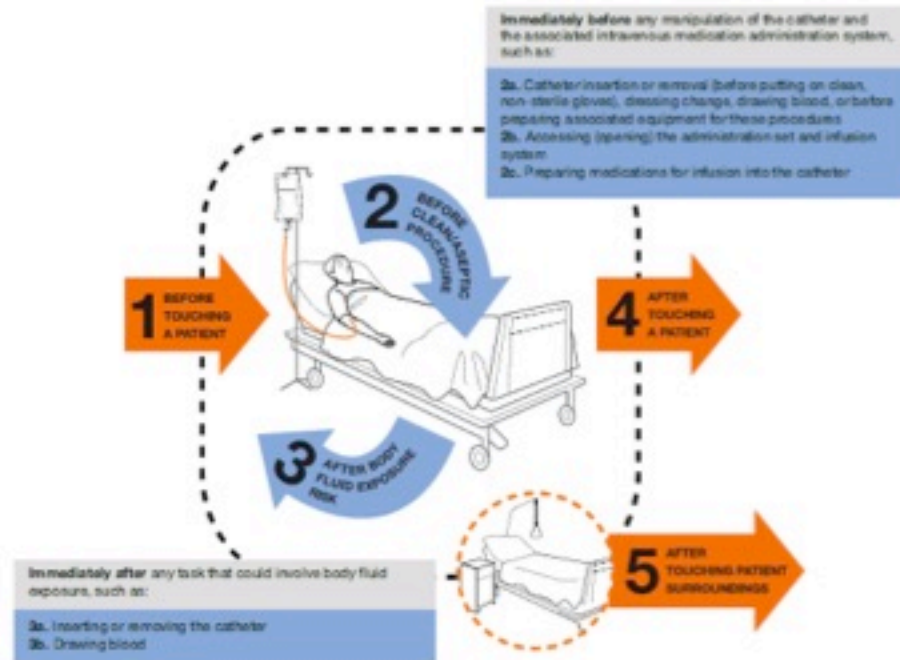 Immediately before any manipulation of the catheter and
the associated intravenous medication administration system,
such as:
2a. Catheter insertion or removal (before putting on clean,
non-sterile gloves), dressing change, drawing blood, or before
preparing associated equipment for these procedures
2b. Accessing (opening) the administration set and infusion
system
2c. Preparing medications for infusion into the catheter
2 BEFORE
CLEAN/ASEPTIC
PROCEDURE
1 BEFORE
TOUCHING
A PATIENT
4 AFTER
TOUCHING
A PATIENT
3 AFTER BODY
FLUID EXPOSURE
RISK
5 AFTER
TOUCHING PATIENT
SURROUNDINGS
Immediately after any task that could involve body fluid
exposure, such as:
3a. Inserting or removing the catheter
3b. Drawing blood